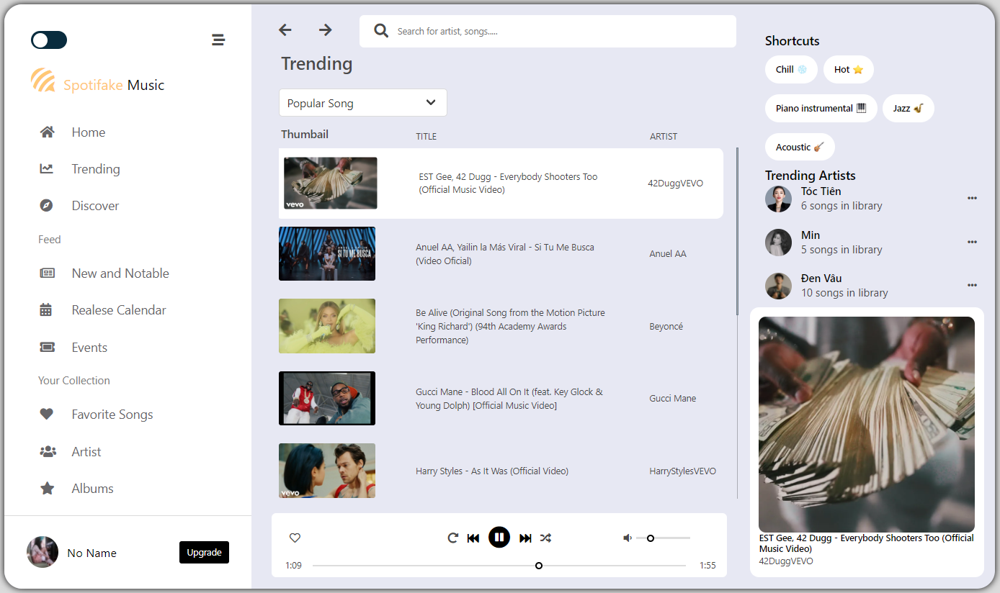 Spotifake Music
Home
Trending
Discover
Feed
New and Notable
Realese Calendar
Events
Your Collection
Favorite Songs
Artist
Albums
No Name
Upgrade
Search for artist, songs.....
Trending
Popular Song
Thumbail
TITLE
ARTIST
vevo
EST Gee, 42 Dugg - Everybody Shooters Too
(Official Music Video)
42DuggVEVO
ANUEL AA YAILIN
SI TU ME BUSCA
Anuel AA, Yailin la Más Viral - Si Tu Me Busca
(Video Oficial)
Anuel AA
Be Alive (Original Song from the Motion Picture
'King Richard') (94th Academy Awards
Performance)
Beyoncé
Gucci Mane - Blood All On It (feat. Key Glock &
Young Dolph) [Official Music Video]
Gucci Mane
vevo
Harry Styles - As It Was (Official Video)
HarryStylesVEVO
1:09
1:55
Shortcuts
Chill ❄️
Hot ⭐
Piano instrumental 🎹
Jazz 🎷
Acoustic 🪕
Trending Artists
Tóc Tiên
6 songs in library
Min
5 songs in library
Đen Vâu
10 songs in library
EST Gee, 42 Dugg - Everybody Shooters Too (Official
Music Video)
42DuggVEVO